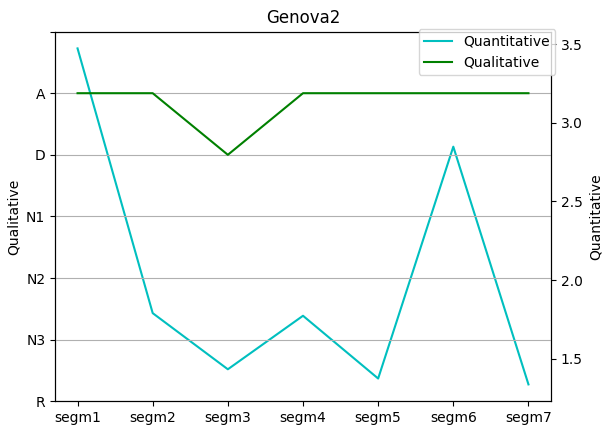 Genova2
Quantitative
Qualitative
Qualitative
A
D
N1
N2
N3
R
3.5
3.0
2.5
2.0
1.5
Quantitative
segm1 segm2 segm3 segm4 segm5 segm6 segm7